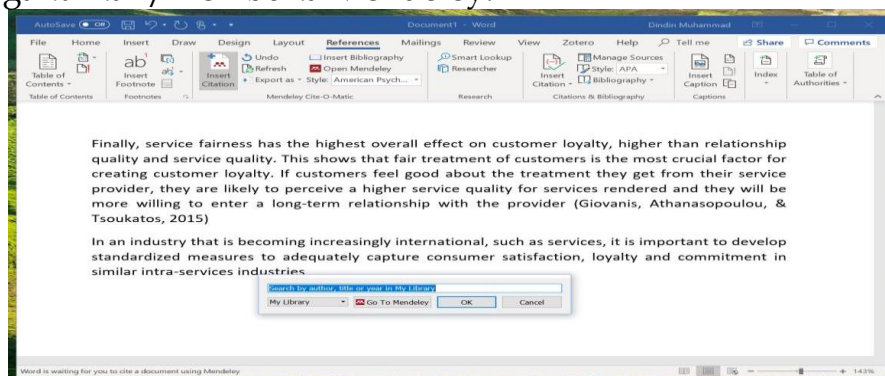 AutoSave Off Document1 - Word Dindin Muhammad
File Home Insert Draw Design Layout References Mailings Review View Zotero Help Tell me Share Comments
Table of Contents
Insert Footnote
Insert Citation
Undo
Refresh
Export as
Insert Bibliography
Open Mendeley
Style: American Psych...
Smart Lookup
Researcher
Insert Citation
Manage Sources
Style: APA
Bibliography
Insert Caption
Index
Table of Authorities
Table of Contents Footnotes Mendeley Cite-O-Matic Research Citations & Bibliography Captions
Finally, service fairness has the highest overall effect on customer loyalty, higher than relationship
quality and service quality. This shows that fair treatment of customers is the most crucial factor for
creating customer loyalty. If customers feel good about the treatment they get from their service
provider, they are likely to perceive a higher service quality for services rendered and they will be
more willing to enter a long-term relationship with the provider (Giovanis, Athanasopoulou, &
Tsoukatos, 2015)
In an industry that is becoming increasingly international, such as services, it is important to develop
standardized measures to adequately capture consumer satisfaction, loyalty and commitment in
similar intra-services industries
Search by author, title or year in My Library
My Library Go To Mendeley OK Cancel
Word is waiting for you to cite a document using Mendeley 143%